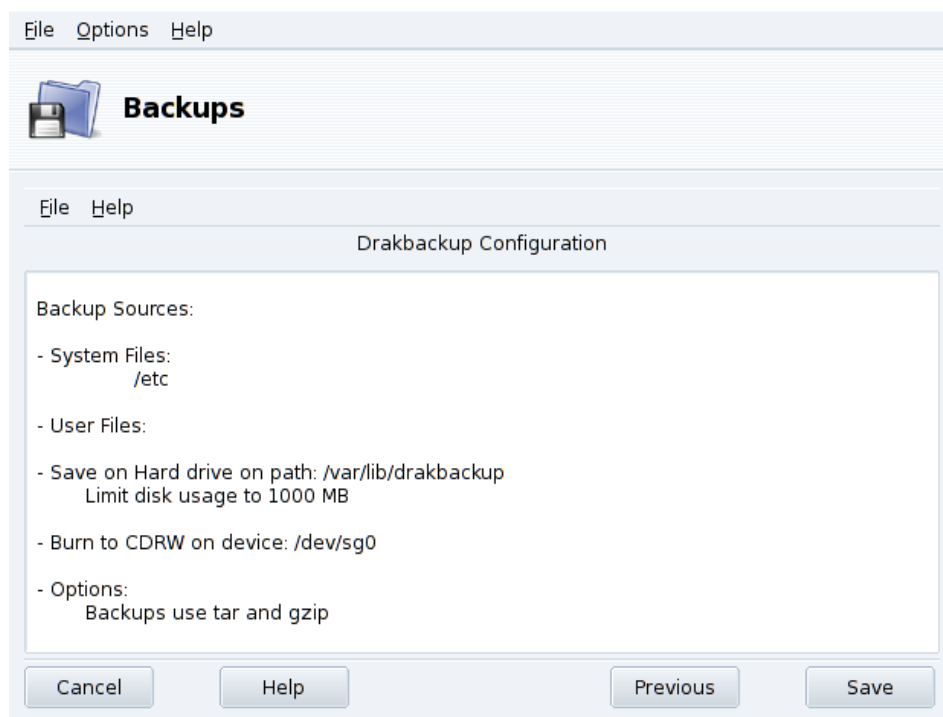 File Options Help
Backups
File Help
Drakbackup Configuration
Backup Sources:
- System Files:
/etc
- User Files:
- Save on Hard drive on path: /var/lib/drakbackup
Limit disk usage to 1000 MB
- Burn to CDRW on device: /dev/sg0
- Options:
Backups use tar and gzip
Cancel Help Previous Save